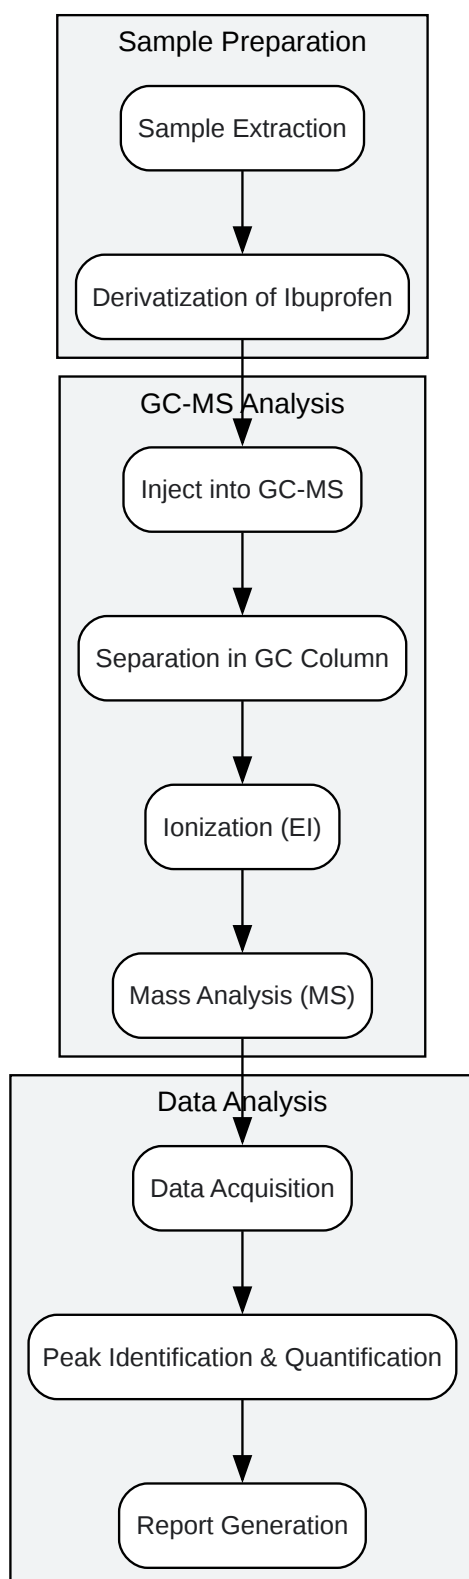 Sample Preparation
Sample Extraction
Derivatization of Ibuprofen
GC-MS Analysis
Inject into GC-MS
Separation in GC Column
Ionization (EI)
Mass Analysis (MS)
Data Analysis
Data Acquisition
Peak Identification & Quantification
Report Generation